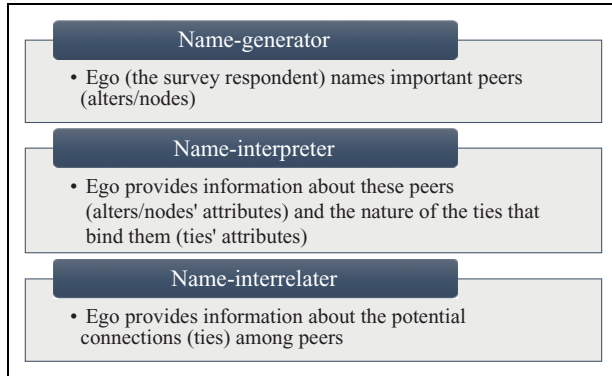 Name-generator
• Ego (the survey respondent) names important peers
(alters/nodes)
Name-interpreter
• Ego provides information about these peers
(alters/nodes' attributes) and the nature of the ties that
bind them (ties' attributes)
Name-interrelater
• Ego provides information about the potential
connections (ties) among peers